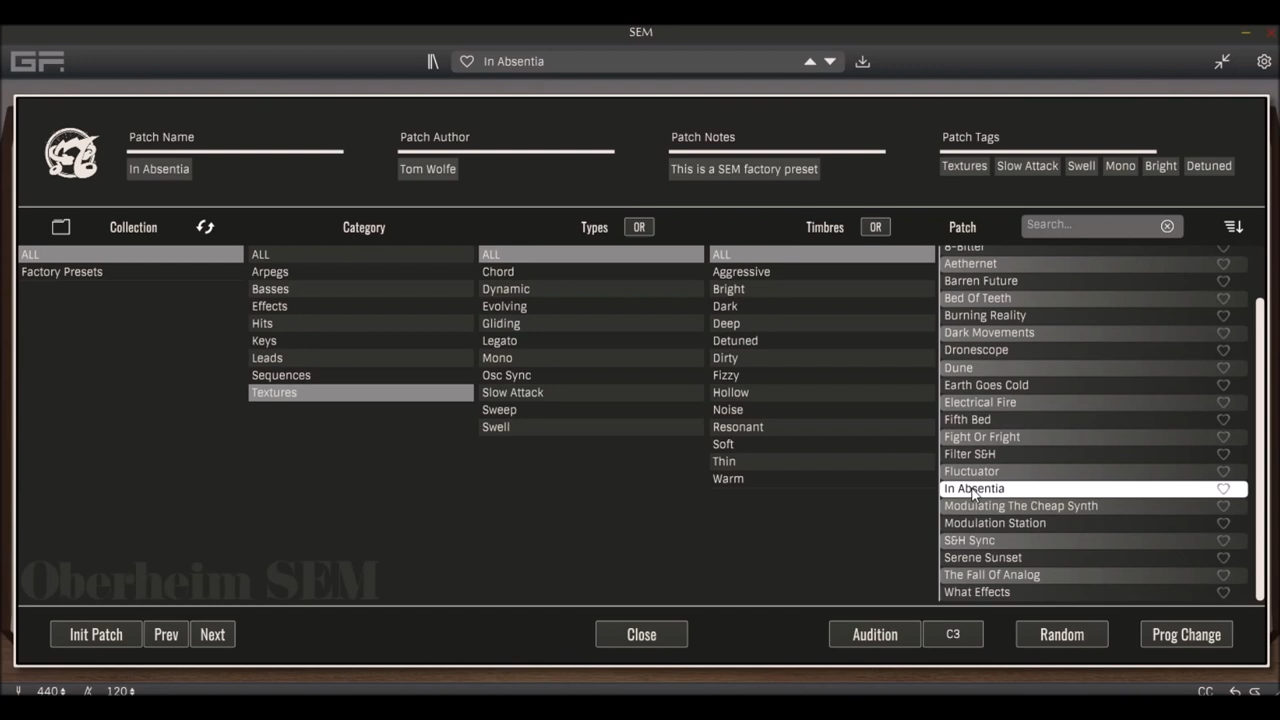 SEM
GF
In Absentia
Patch Name
Patch Author
Patch Notes
Patch Tags
In Absentia
Tom Wolfe
This is a SEM factory preset
Textures Slow Attack Swell Mono Bright Detuned
Collection
Category
Types OR
Timbres OR
Patch Search...
ALL
Factory Presets
ALL
Arpegs
Basses
Effects
Hits
Keys
Leads
Sequences
Textures
ALL
Chord
Dynamic
Evolving
Gliding
Legato
Mono
Osc Sync
Slow Attack
Sweep
Swell
ALL
Aggressive
Bright
Dark
Deep
Detuned
Dirty
Fizzy
Hollow
Noise
Resonant
Soft
Thin
Warm
8-Bitter
Aethernet
Barren Future
Bed Of Teeth
Burning Reality
Dark Movements
Dronescope
Dune
Earth Goes Cold
Electrical Fire
Fifth Bed
Fight Or Fright
Filter S&H
Fluctuator
In Absentia
Modulating The Cheap Synth
Modulation Station
S&H Sync
Serene Sunset
The Fall Of Analog
What Effects
Oberheim SEM
Init Patch Prev Next Close Audition C3 Random Prog Change
440 120 CC